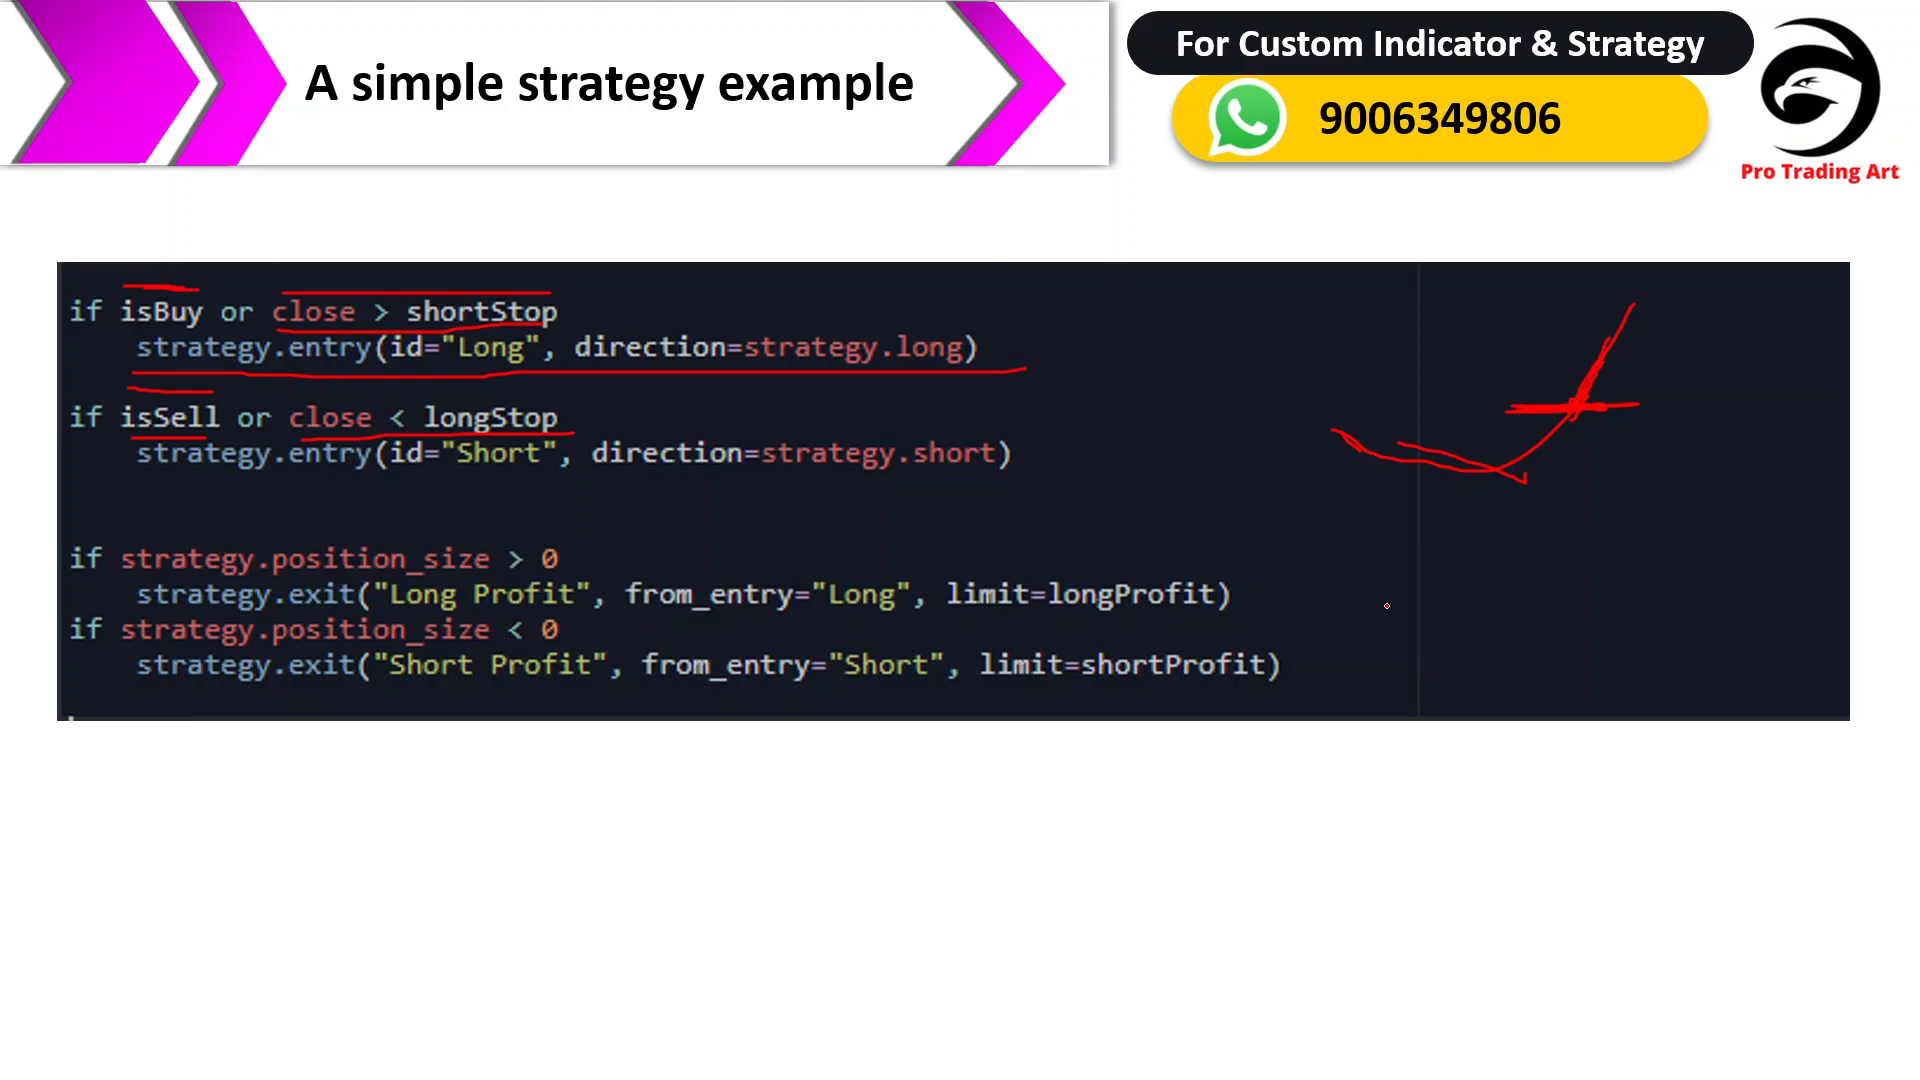 A simple strategy example
For Custom Indicator & Strategy
9006349806
Pro Trading Art
if isBuy or close > shortStop
    strategy.entry(id="Long", direction=strategy.long)
if isSell or close < longStop
    strategy.entry(id="Short", direction=strategy.short)
if strategy.position_size > 0
    strategy.exit("Long Profit", from_entry="Long", limit=longProfit)
if strategy.position_size < 0
    strategy.exit("Short Profit", from_entry="Short", limit=shortProfit)